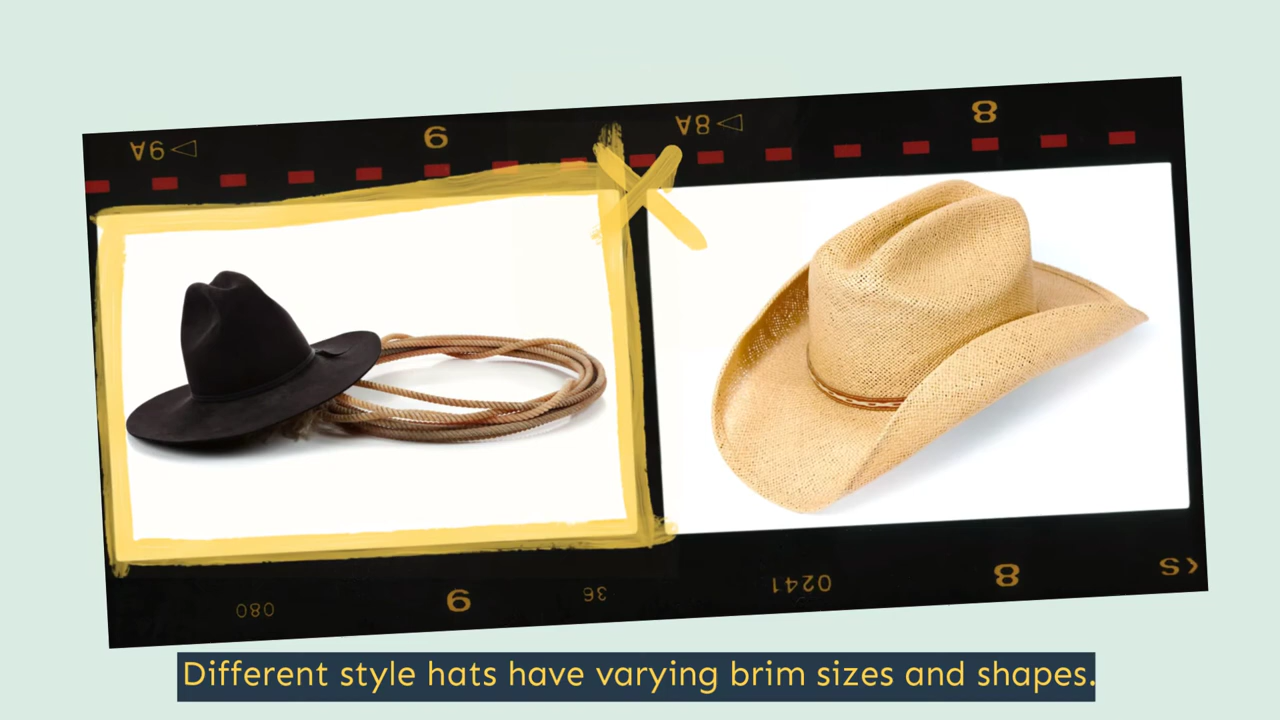 9A
9
8A
8
080
9
36
0241
8
S
Different style hats have varying brim sizes and shapes.